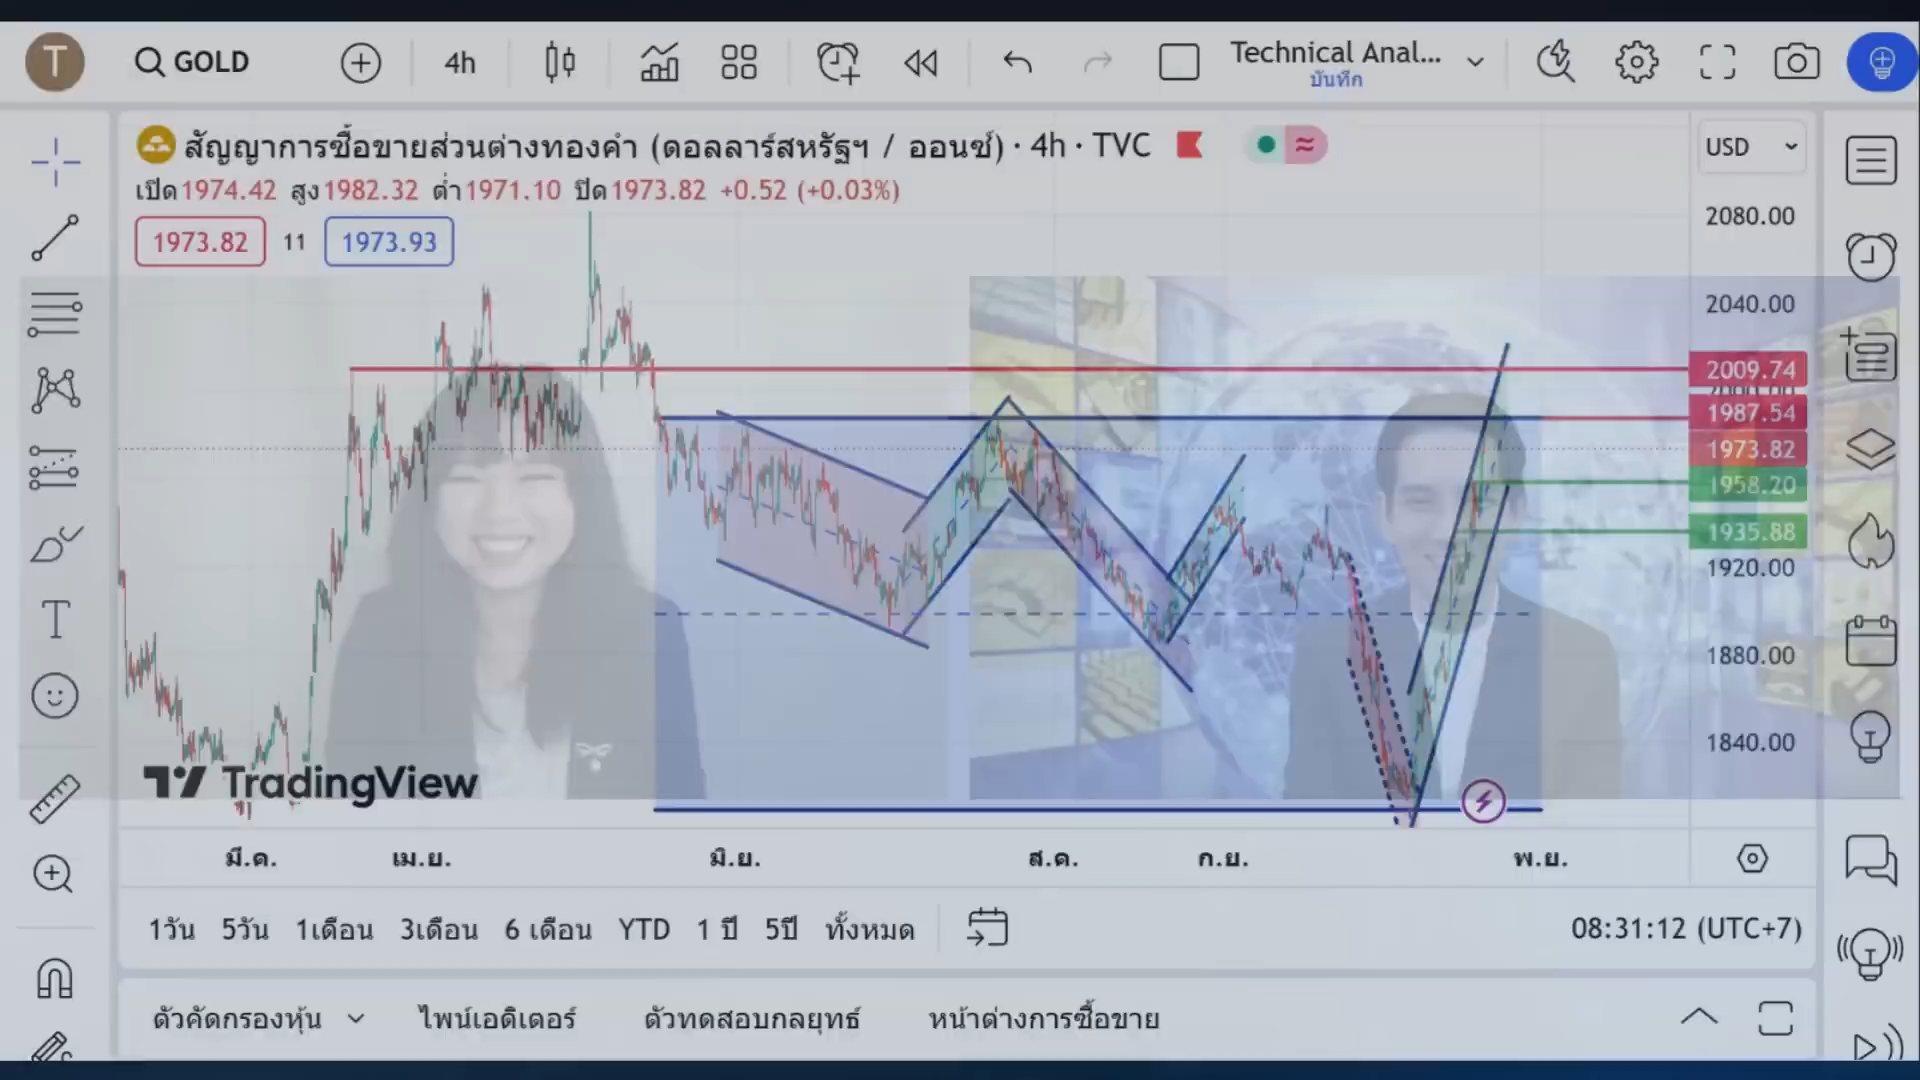 T
GOLD
4h
Technical Anal...
บันทึก
สัญญาการซื้อขายส่วนต่างทองคำ (ดอลลาร์สหรัฐฯ / ออนซ์) · 4h · TVC
USD
เปิด1974.42 สูง1982.32 ต่ำ1971.10 ปิด1973.82 +0.52 (+0.03%)
1973.82 11 1973.93
2080.00
2040.00
2009.74
2000.00
1987.54
1973.82
1958.20
1935.88
1920.00
1880.00
1840.00
TradingView
มี.ค. เม.ย. มิ.ย. ส.ค. ก.ย. พ.ย.
1วัน 5วัน 1เดือน 3เดือน 6 เดือน YTD 1 ปี 5ปี ทั้งหมด
08:31:12 (UTC+7)
ตัวคัดกรองหุ้น ไพน์เอดิเตอร์ ตัวทดสอบกลยุทธ์ หน้าต่างการซื้อขาย